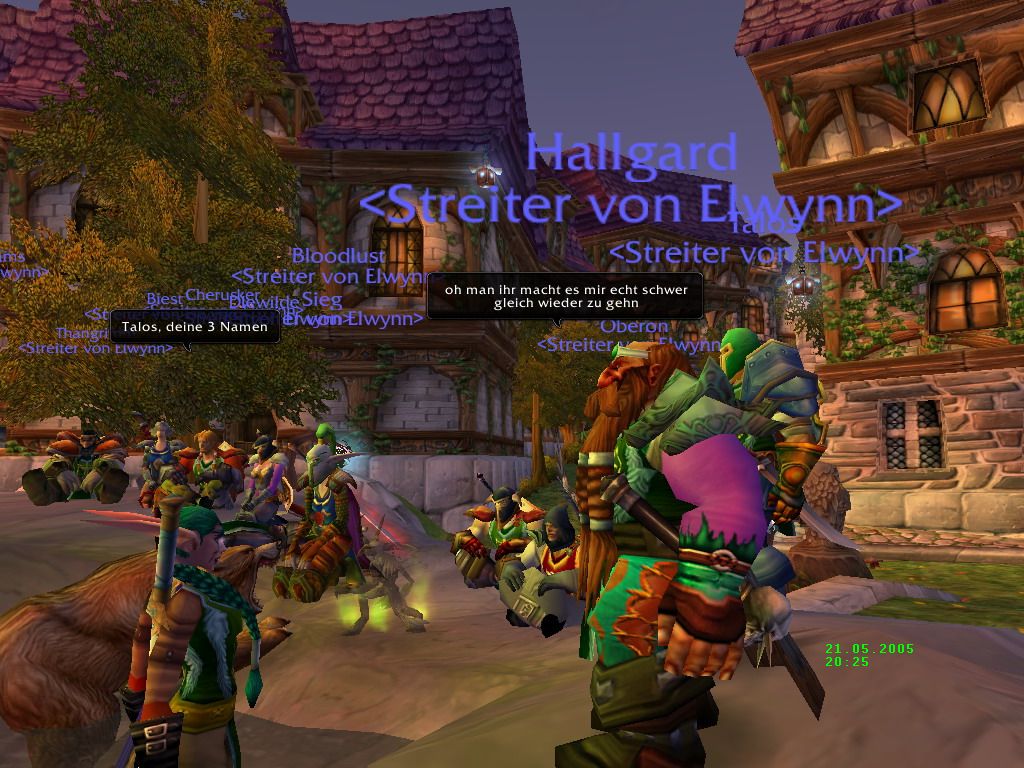 Hallgard
<Streiter von Elwynn>
Talos
<Streiter von Elwynn>
Bloodlust
<Streiter von Elwynn
oh man ihr macht es mir echt schwer
gleich wieder zu gehn
Biest
Cherusker
Sieg
Talos, deine 3 Namen
Oberon
<Streiter von Elwynn
<Streiter von Elwynn>
21.05.2005
20:25